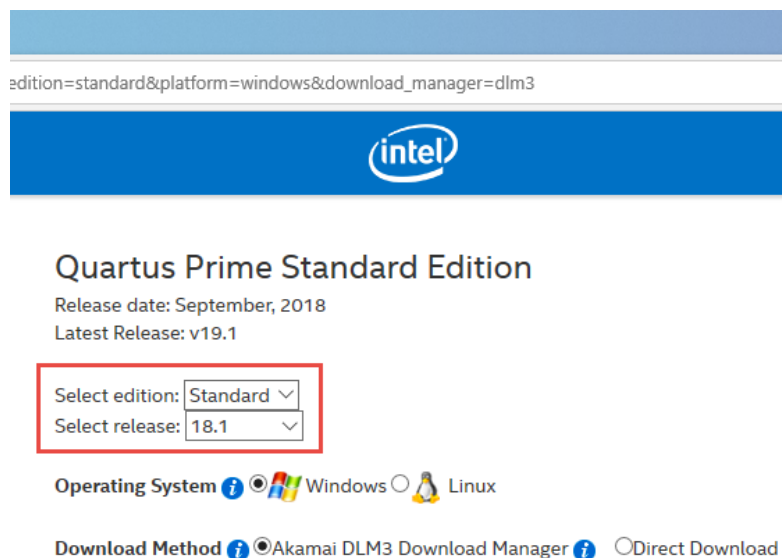 edition=standard&platform=windows&download_manager=dlm3
intel
Quartus Prime Standard Edition
Release date: September, 2018
Latest Release: v19.1
Select edition: Standard
Select release: 18.1
Operating System i Windows Linux
Download Method i Akamai DLM3 Download Manager i Direct Download